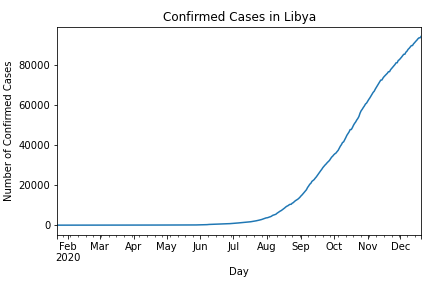 Confirmed Cases in Libya
Number of Confirmed Cases
80000
60000
40000
20000
0
Feb Mar Apr May Jun Jul Aug Sep Oct Nov Dec
2020
Day